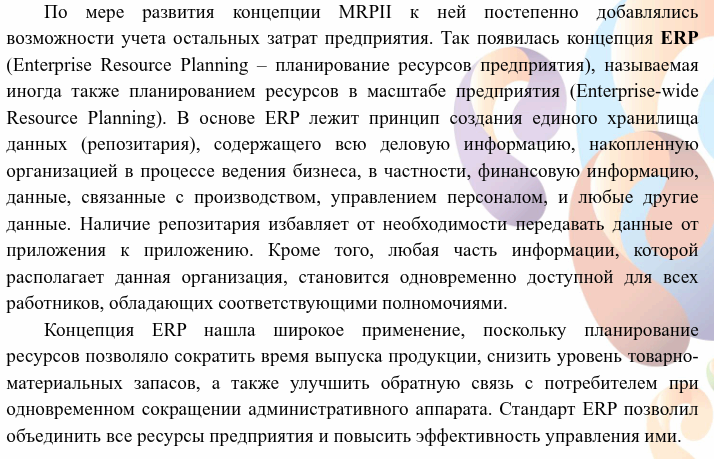 По мере развития концепции MRPII к ней постепенно добавлялись
возможности учета остальных затрат предприятия. Так появилась концепция ERP
(Enterprise Resource Planning – планирование ресурсов предприятия), называемая
иногда также планированием ресурсов в масштабе предприятия (Enterprise-wide
Resource Planning). В основе ERP лежит принцип создания единого хранилища
данных (репозитария), содержащего всю деловую информацию, накопленную
организацией в процессе ведения бизнеса, в частности, финансовую информацию,
данные, связанные с производством, управлением персоналом, и любые другие
данные. Наличие репозитария избавляет от необходимости передавать данные от
приложения к приложению. Кроме того, любая часть информации, которой
располагает данная организация, становится одновременно доступной для всех
работников, обладающих соответствующими полномочиями.
Концепция ERP нашла широкое применение, поскольку планирование
ресурсов позволяло сократить время выпуска продукции, снизить уровень товарно-
материальных запасов, а также улучшить обратную связь с потребителем при
одновременном сокращении административного аппарата. Стандарт ERP позволил
объединить все ресурсы предприятия и повысить эффективность управления ими.